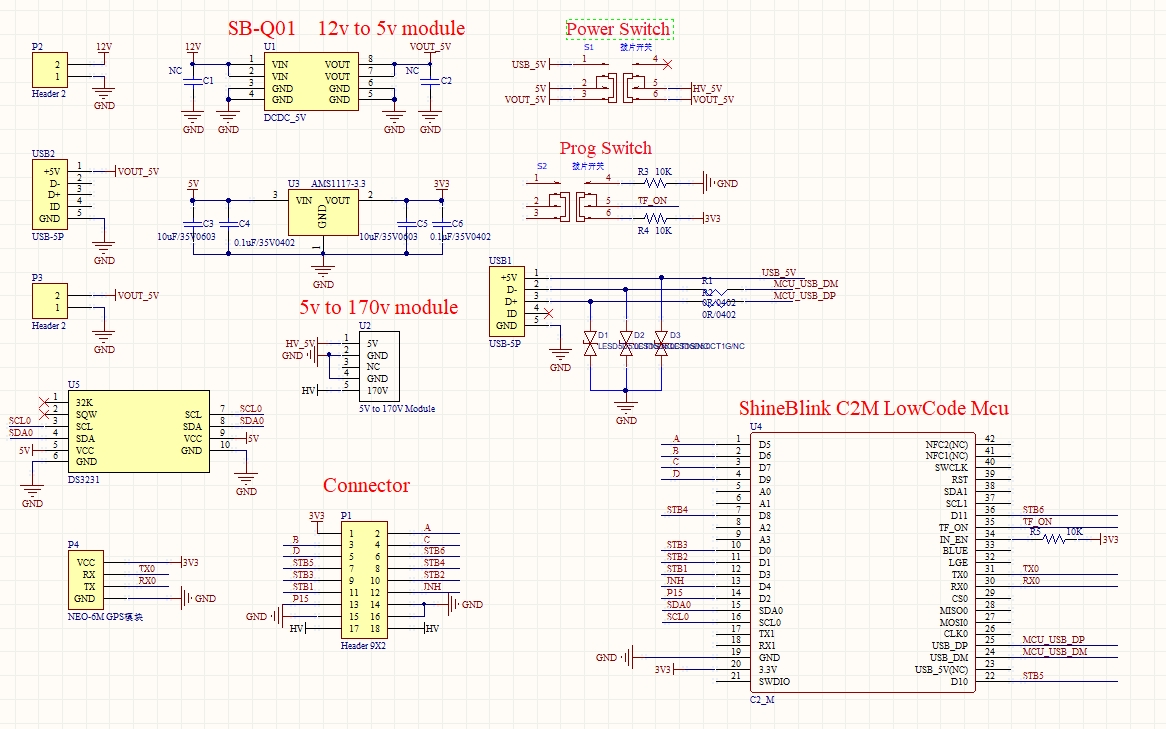 SB-Q01 12v to 5v module
P2
12V
2
1
Header 2
GND
12V
NC
C1
GND
U1
1 VIN VOUT 8
2 VIN VOUT 7
3 GND GND 6
4 GND GND 5
DCDC_5V
GND
GND
VOUT_5V
NC
C2
GND
Power Switch
S1 拨片开关
USB_5V 1 4
5V 2 5 HV_5V
VOUT_5V 3 6 VOUT_5V
USB2
+5V 1 VOUT_5V
D- 2
D+ 3
ID 4
GND 5
USB-5P
GND
5V
U3 AMS1117-3.3
3 VIN VOUT 2
GND
1
3V3
C3 C4 C5 C6
10uF/35V0603
0.1uF/35V0402
10uF/35V0603
0.1uF/35V0402
GND
Prog Switch
S2 拨片开关
1 4 R3 10K GND
2 5 TF_ON
3 6 3V3
R4 10K
P3
2 VOUT_5V
1
Header 2
GND
5v to 170v module
U2
HV_5V 1 5V
GND 2 GND
3 NC
4 GND
HV 5 170V
5V to 170V Module
USB1
+5V 1 USB_5V
D- 2 R1 MCU_USB_DM
D+ 3 R2 MCU_USB_DP
ID 4 0R/0402
GND 5 0R/0402
USB-5P
GND
D1 D2 D3
GND
U5
1 32K
2 SQW SCL 7 SCL0
SCL0 3 SCL SDA 8 SDA0
SDA0 4 SDA VCC 9 5V
5V 5 VCC GND 10
6 GND
DS3231
GND
GND
Connector
3V3
P1
1 2 A
B 3 4 C
D 5 6 STB6
STB5 7 8 STB4
STB3 9 10 STB2
STB1 11 12 JNH
P15 13 14 GND
GND 15 16
HV 17 18 HV
Header 9X2
P4
VCC 3V3
RX TX0
TX RX0
GND GND
NEO-6M GPS模块
ShineBlink C2M LowCode Mcu
U4
A 1 D5 NFC2(NC) 42
B 2 D6 NFC1(NC) 41
C 3 D7 SWCLK 40
D 4 D9 RST 39
5 A0 SDA1 38
6 A1 SCL1 37
STB4 7 D8 D11 36 STB6
8 A2 TF_ON 35 TF_ON
9 A3 IN_EN 34 R5 10K 3V3
STB3 10 D0 BLUE 33
STB2 11 D1 LGE 32
STB1 12 D3 TX0 31 TX0
JNH 13 D4 RX0 30 RX0
P15 14 D2 CS0 29
SDA0 15 SDA0 MISO0 28
SCL0 16 SCL0 MOSI0 27
17 TX1 CLK0 26
18 RX1 USB_DP 25 MCU_USB_DP
GND 19 GND USB_DM 24 MCU_USB_DM
3V3 20 3.3V USB_5V(NC) 23
21 SWDIO D10 22 STB5
C2_M